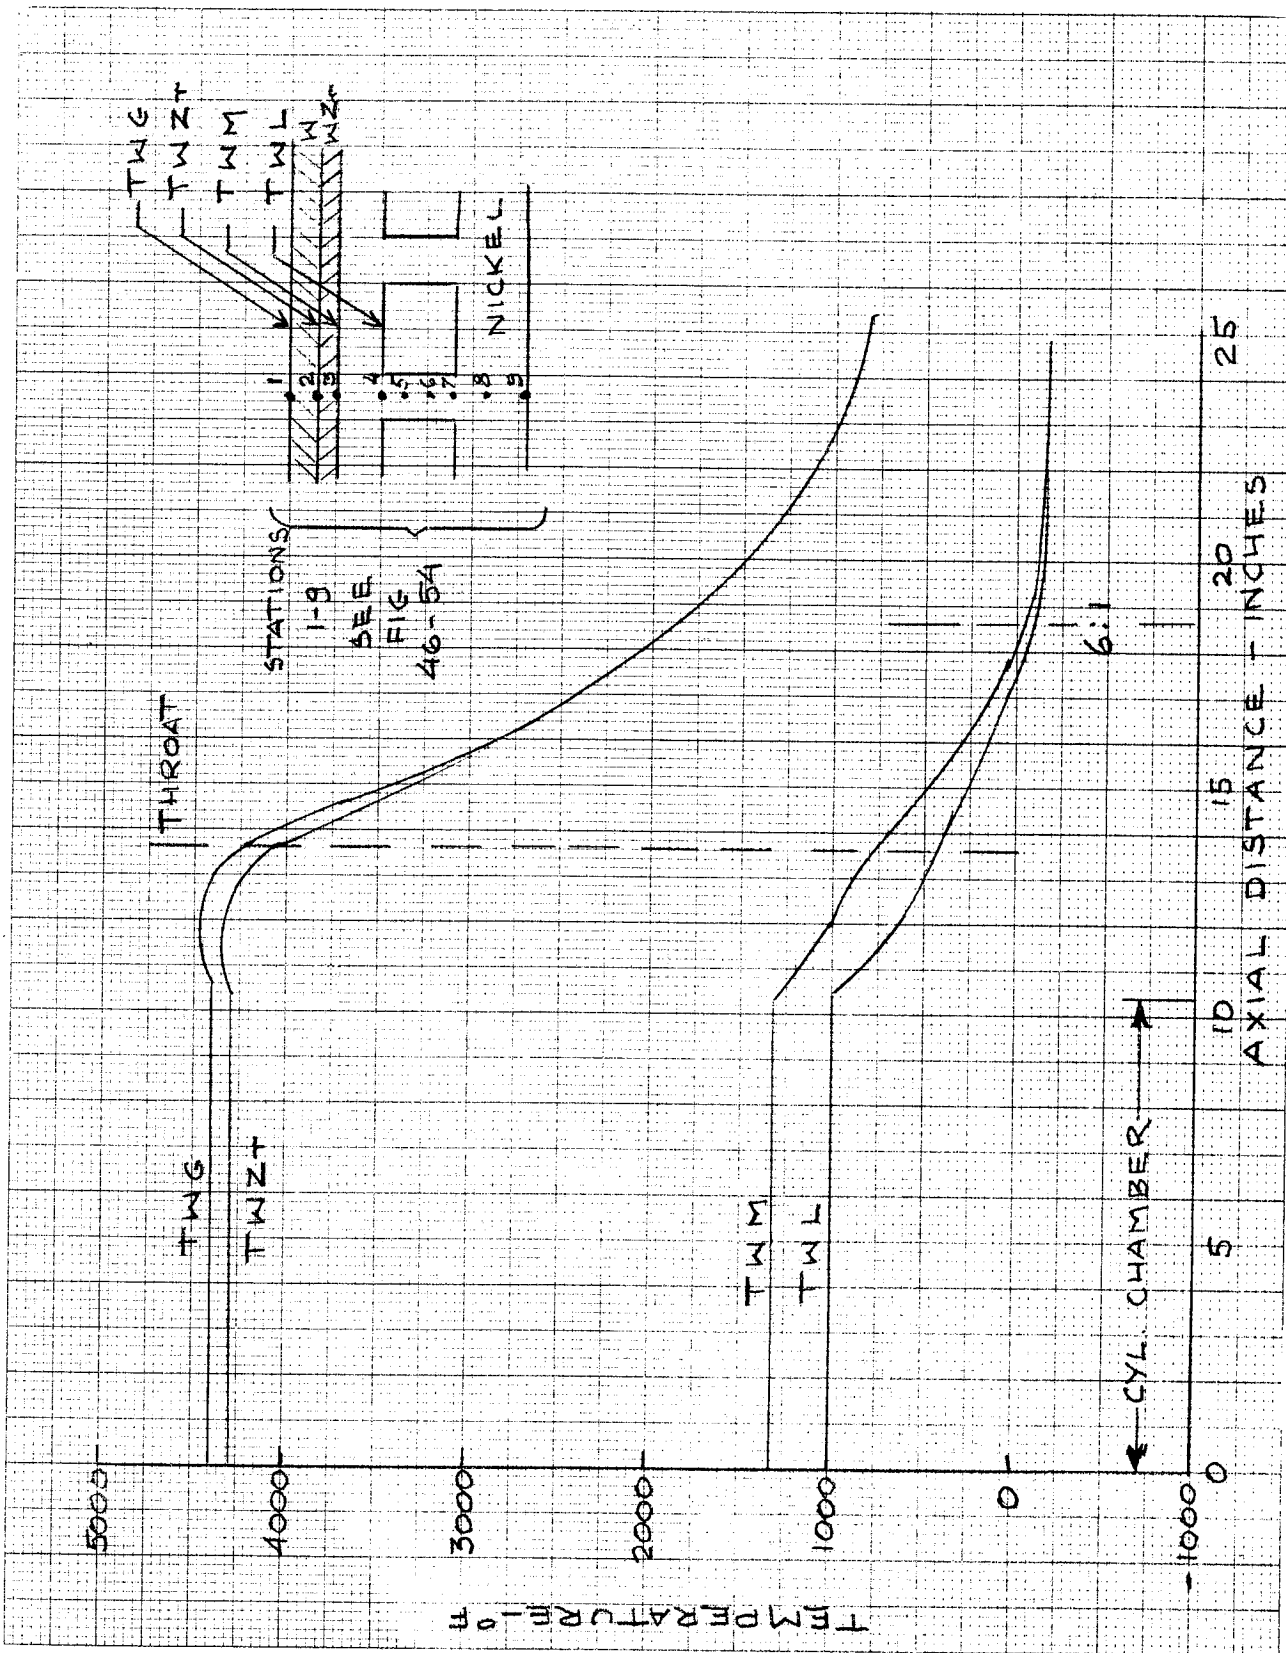 TWG
TWZr
TWM
TWL
W
WZr
1
2
3
4
5
6
7
8
9
NICKEL
STATIONS
1-9
SEE
FIG
46-54
THROAT
TWG
TWZr
TWM
TWL
6:1
CYL. CHAMBER
5000
4000
3000
2000
1000
0
-1000
TEMPERATURE-°F
0
5
10
15
20
25
AXIAL DISTANCE - INCHES